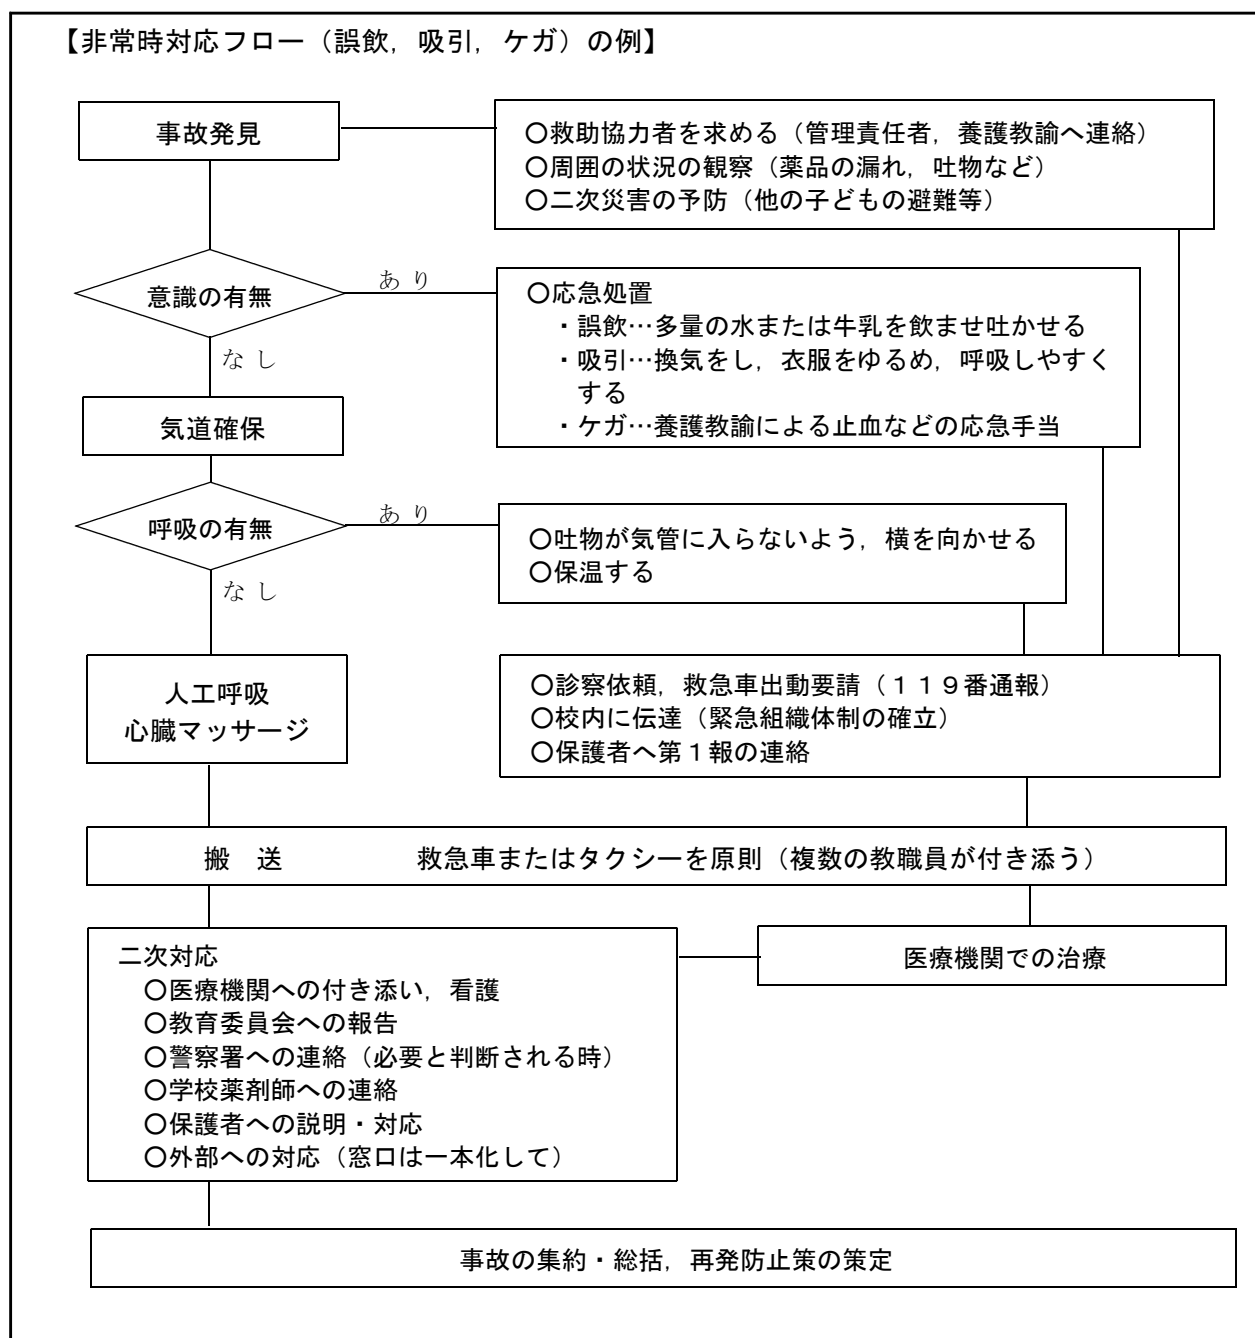 【非常時対応フロー（誤飲，吸引，ケガ）の例】
事故発見
○救助協力者を求める（管理責任者，養護教諭へ連絡）
○周囲の状況の観察（薬品の漏れ，吐物など）
○二次災害の予防（他の子どもの避難等）
意識の有無
あり
○応急処置
・誤飲…多量の水または牛乳を飲ませ吐かせる
・吸引…換気をし，衣服をゆるめ，呼吸しやすく
する
・ケガ…養護教諭による止血などの応急手当
なし
気道確保
呼吸の有無
あり
○吐物が気管に入らないよう，横を向かせる
○保温する
なし
人工呼吸
心臓マッサージ
○診察依頼，救急車出動要請（１１９番通報）
○校内に伝達（緊急組織体制の確立）
○保護者へ第１報の連絡
搬　送　　　　　救急車またはタクシーを原則（複数の教職員が付き添う）
二次対応
○医療機関への付き添い，看護
○教育委員会への報告
○警察署への連絡（必要と判断される時）
○学校薬剤師への連絡
○保護者への説明・対応
○外部への対応（窓口は一本化して）
医療機関での治療
事故の集約・総括，再発防止策の策定